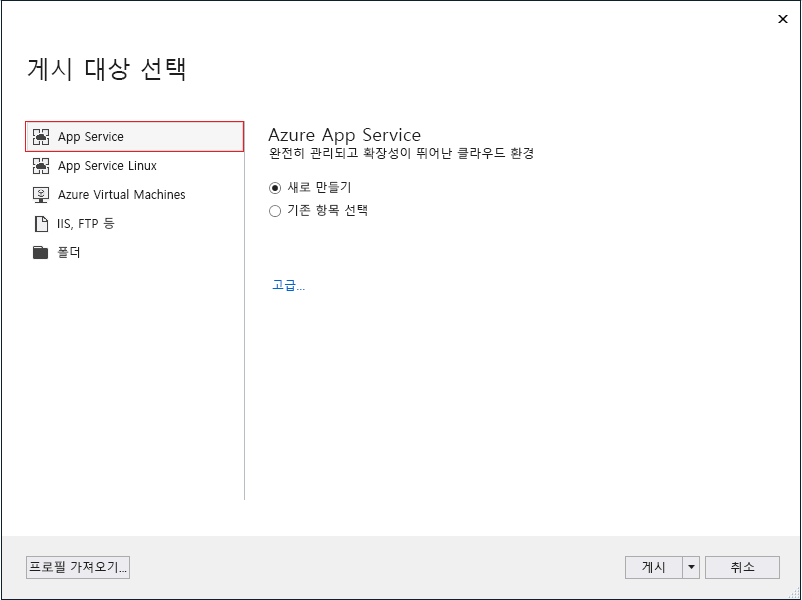 게시 대상 선택
App Service
App Service Linux
Azure Virtual Machines
IIS, FTP 등
폴더
Azure App Service
완전히 관리되고 확장성이 뛰어난 클라우드 환경
새로 만들기
기존 항목 선택
고급...
프로필 가져오기...
게시
취소